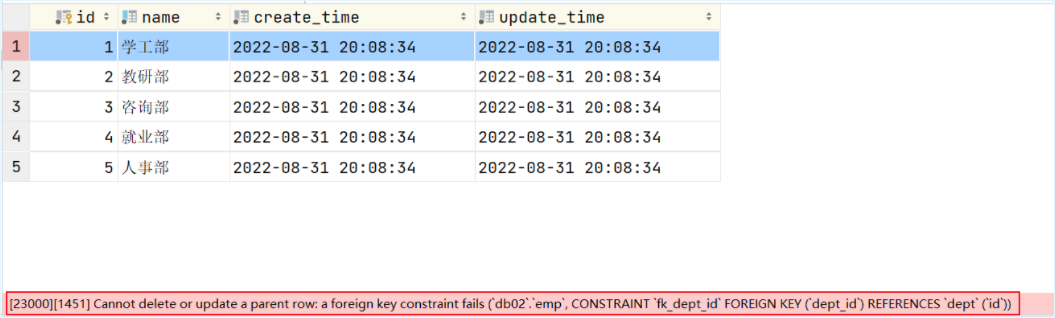 id name create_time update_time
1 1 学工部 2022-08-31 20:08:34 2022-08-31 20:08:34
2 2 教研部 2022-08-31 20:08:34 2022-08-31 20:08:34
3 3 咨询部 2022-08-31 20:08:34 2022-08-31 20:08:34
4 4 就业部 2022-08-31 20:08:34 2022-08-31 20:08:34
5 5 人事部 2022-08-31 20:08:34 2022-08-31 20:08:34
[23000][1451] Cannot delete or update a parent row: a foreign key constraint fails (`db02`.`emp`, CONSTRAINT `fk_dept_id` FOREIGN KEY (`dept_id`) REFERENCES `dept` (`id`))